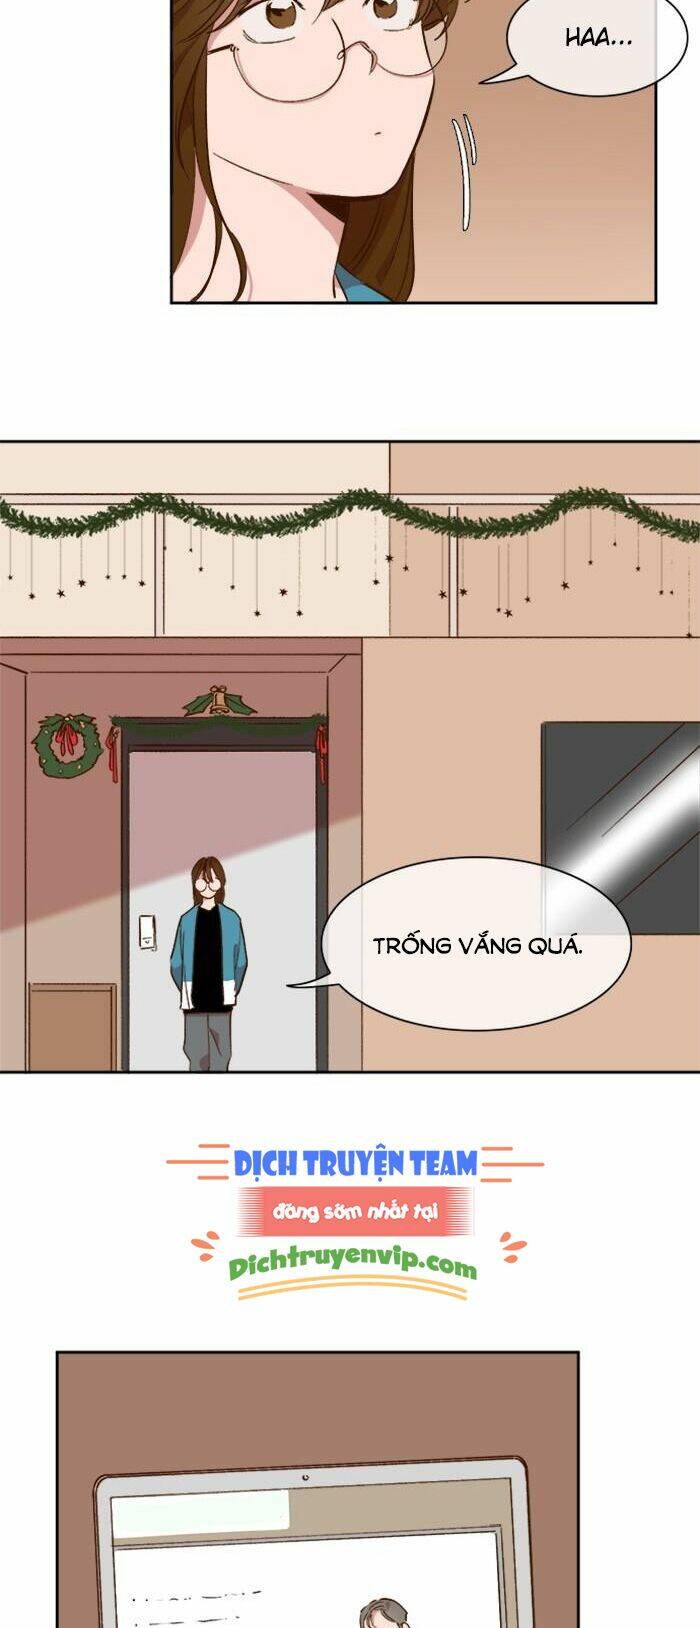 HAA...
TRỐNG VẮNG QUÁ.
DỊCH TRUYỆN TEAM
đăng sớm nhất tại
Dichtruyenvip.com